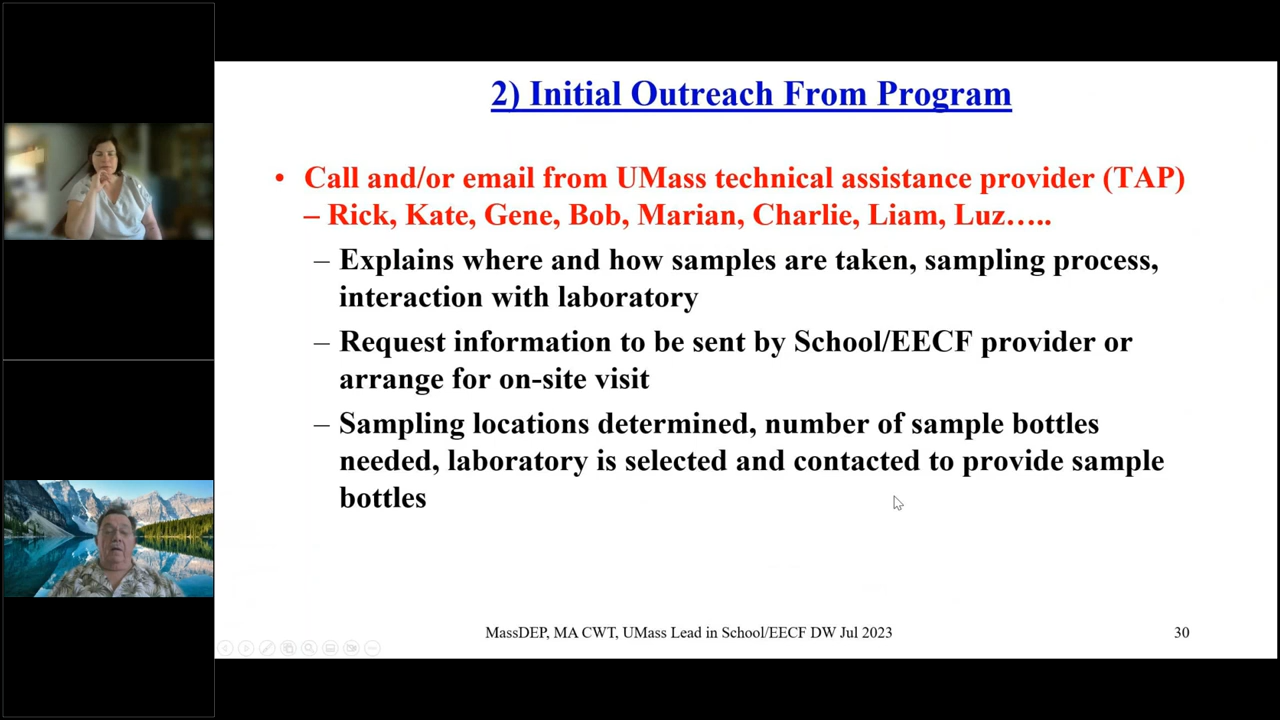 2) Initial Outreach From Program
• Call and/or email from UMass technical assistance provider (TAP)
– Rick, Kate, Gene, Bob, Marian, Charlie, Liam, Luz…..
– Explains where and how samples are taken, sampling process,
interaction with laboratory
– Request information to be sent by School/EECF provider or
arrange for on-site visit
– Sampling locations determined, number of sample bottles
needed, laboratory is selected and contacted to provide sample
bottles
MassDEP, MA CWT, UMass Lead in School/EECF DW Jul 2023
30